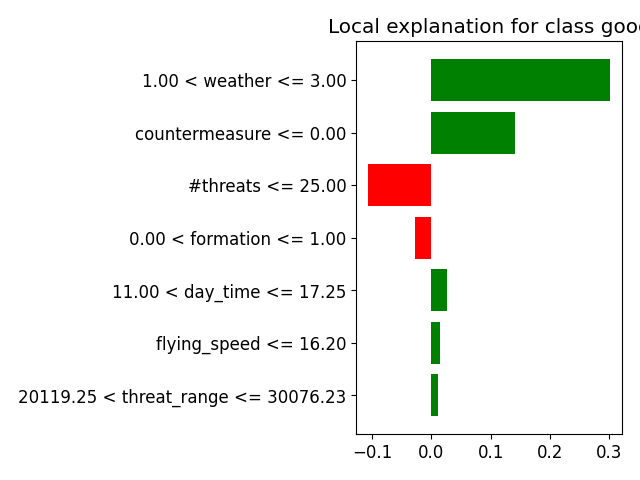 Local explanation for class good
1.00 < weather <= 3.00
countermeasure <= 0.00
#threats <= 25.00
0.00 < formation <= 1.00
11.00 < day_time <= 17.25
flying_speed <= 16.20
20119.25 < threat_range <= 30076.23
−0.1 0.0 0.1 0.2 0.3